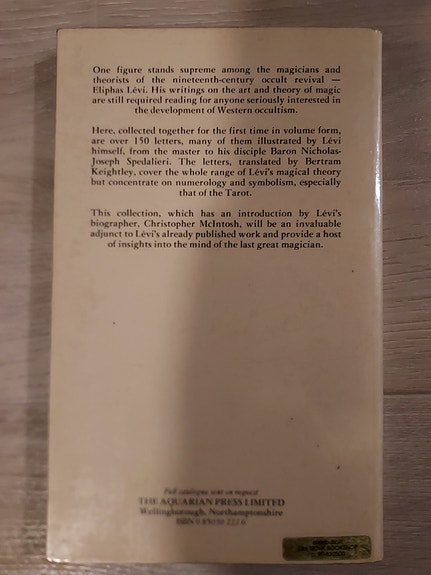 One figure stands supreme among the magicians and
theorists of the nineteenth-century occult revival —
Eliphas Lévi. His writings on the art and theory of magic
are still required reading for anyone seriously interested in
the development of Western occultism.
Here, collected together for the first time in volume form,
are over 150 letters, many of them illustrated by Lévi
himself, from the master to his disciple Baron Nicholas-
Joseph Spedalieri. The letters, translated by Bertram
Keightley, cover the whole range of Lévi's magical theory
but concentrate on numerology and symbolism, especially
that of the Tarot.
This collection, which has an introduction by Lévi's
biographer, Christopher McIntosh, will be an invaluable
adjunct to Lévi's already published work and provide a host
of insights into the mind of the last great magician.
Full catalogue sent on request
THE AQUARIAN PRESS LIMITED
Wellingborough, Northamptonshire
ISBN 0 85030